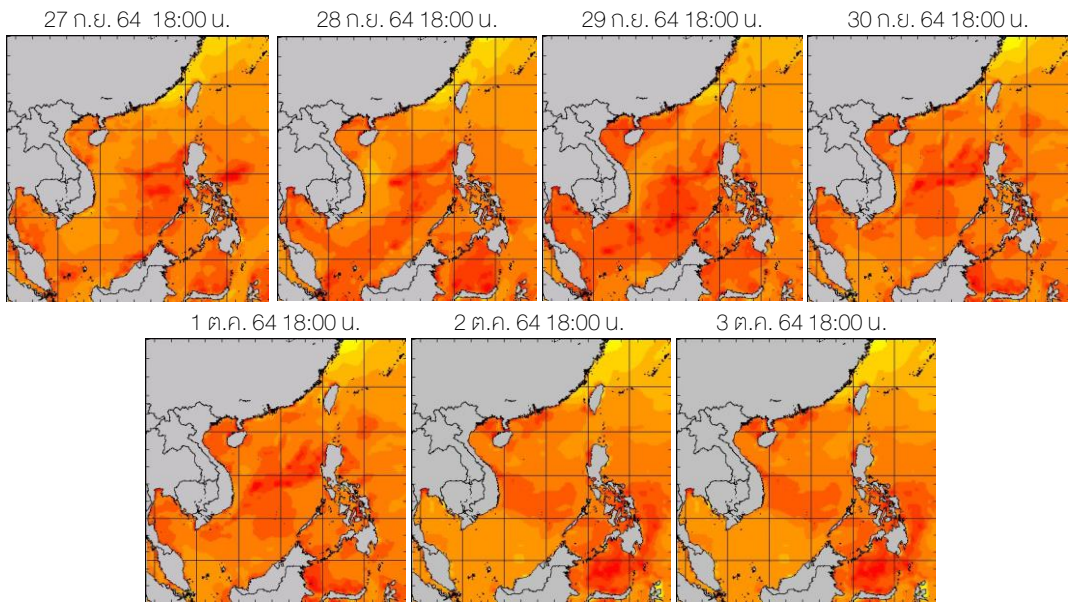 27 ก.ย. 64 18:00 น.
28 ก.ย. 64 18:00 น.
29 ก.ย. 64 18:00 น.
30 ก.ย. 64 18:00 น.
1 ต.ค. 64 18:00 น.
2 ต.ค. 64 18:00 น.
3 ต.ค. 64 18:00 น.